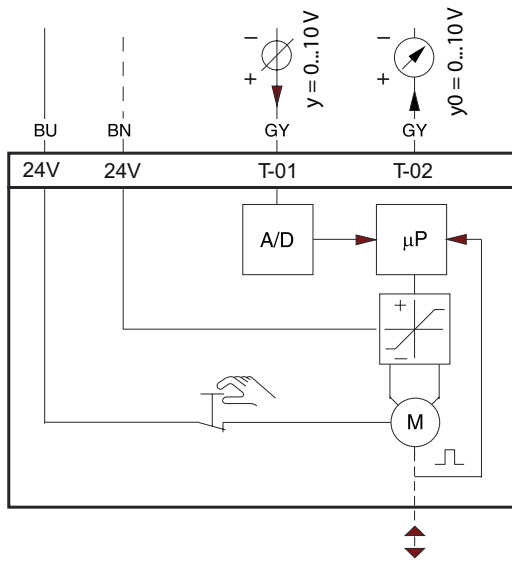 −
+
y = 0...10 V
−
+
y0 = 0...10 V
BU
BN
GY
GY
24V
24V
T-01
T-02
A/D
µP
+
−
M